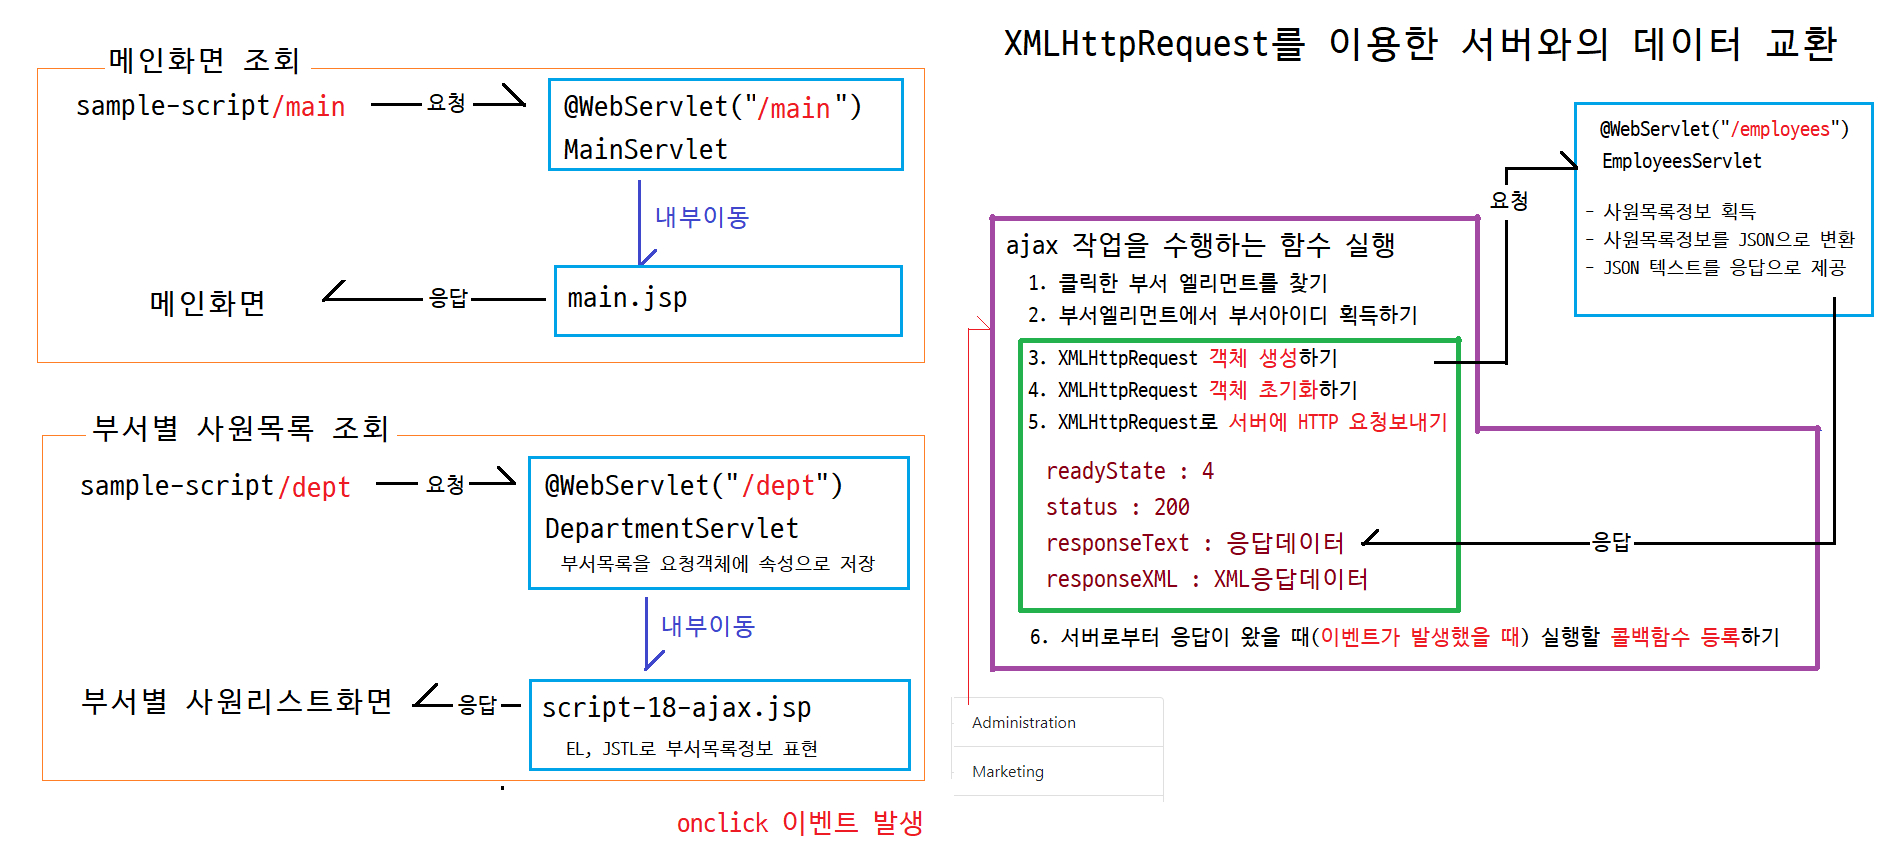 메인화면 조회
sample-script/main
요청
@WebServlet("/main")
MainServlet
내부이동
main.jsp
응답
메인화면
부서별 사원목록 조회
sample-script/dept
요청
@WebServlet("/dept")
DepartmentServlet
부서목록을 요청객체에 속성으로 저장
내부이동
script-18-ajax.jsp
EL, JSTL로 부서목록정보 표현
응답
부서별 사원리스트화면
onclick 이벤트 발생
XMLHttpRequest를 이용한 서버와의 데이터 교환
@WebServlet("/employees")
EmployeesServlet
- 사원목록정보 획득
- 사원목록정보를 JSON으로 변환
- JSON 텍스트를 응답으로 제공
요청
ajax 작업을 수행하는 함수 실행
1. 클릭한 부서 엘리먼트를 찾기
2. 부서엘리먼트에서 부서아이디 획득하기
3. XMLHttpRequest 객체 생성하기
4. XMLHttpRequest 객체 초기화하기
5. XMLHttpRequest로 서버에 HTTP 요청보내기
readyState : 4
status : 200
responseText : 응답데이터
응답
responseXML : XML응답데이터
6. 서버로부터 응답이 왔을 때(이벤트가 발생했을 때) 실행할 콜백함수 등록하기
Administration
Marketing